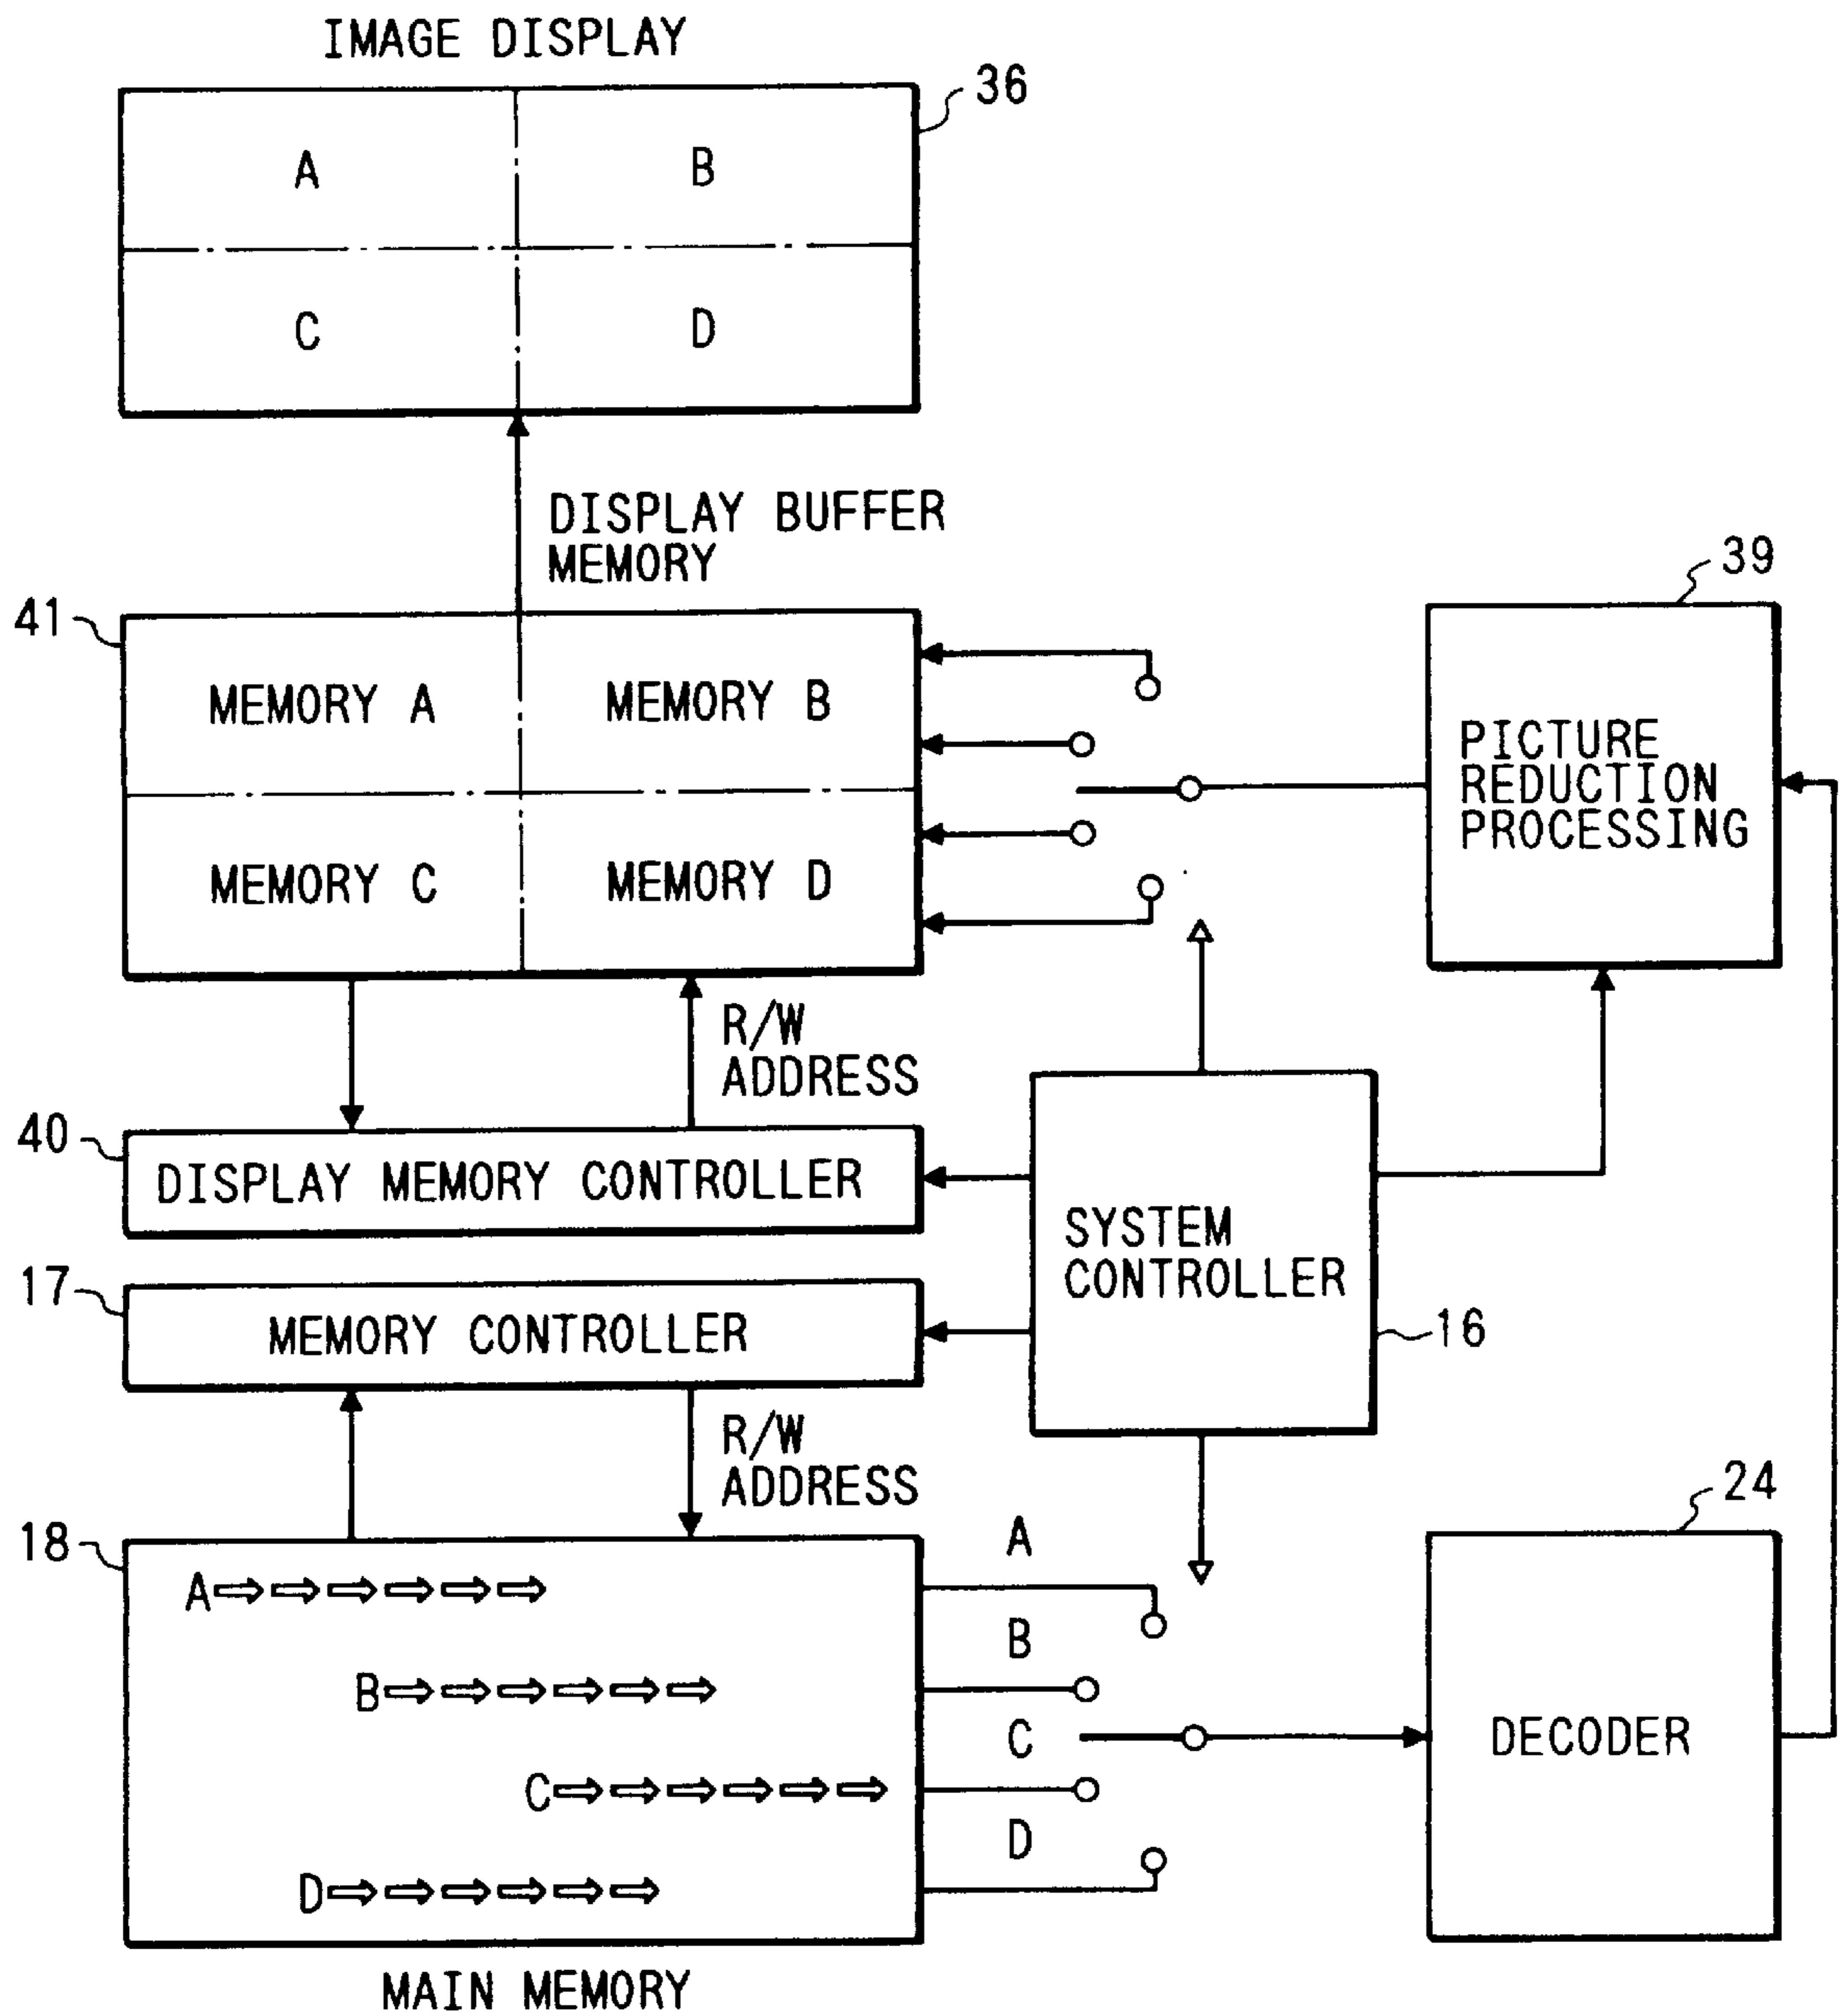 IMAGE DISPLAY
36
A
B
C
D
DISPLAY BUFFER
MEMORY
41
39
MEMORY A
MEMORY B
MEMORY C
MEMORY D
PICTURE
REDUCTION
PROCESSING
R/W
ADDRESS
40
DISPLAY MEMORY CONTROLLER
SYSTEM
CONTROLLER
16
17
MEMORY CONTROLLER
R/W
ADDRESS
18
24
A
B
C
D
A
B
C
D
DECODER
MAIN MEMORY